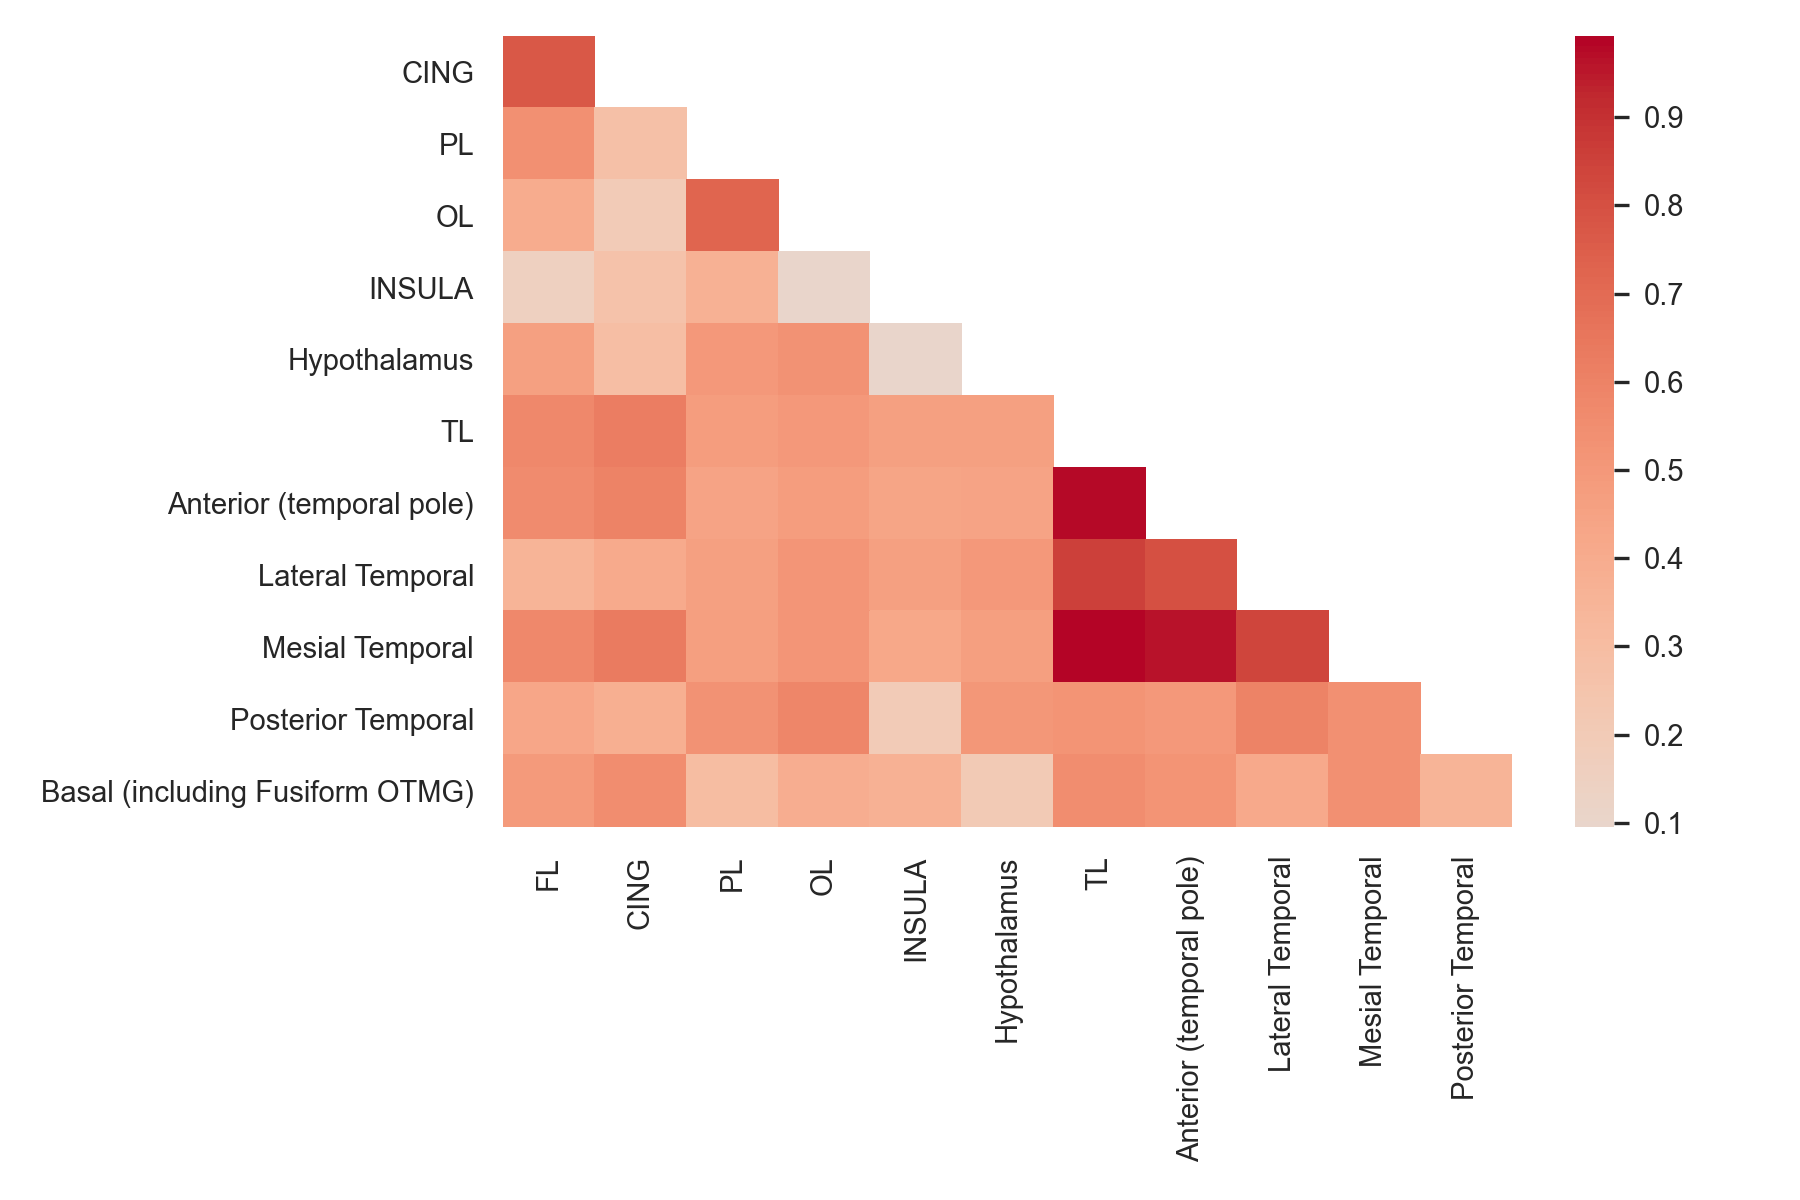 CING
PL
OL
INSULA
Hypothalamus
TL
Anterior (temporal pole)
Lateral Temporal
Mesial Temporal
Posterior Temporal
Basal (including Fusiform OTMG)
FL
CING
PL
OL
INSULA
Hypothalamus
TL
Anterior (temporal pole)
Lateral Temporal
Mesial Temporal
Posterior Temporal
0.9
0.8
0.7
0.6
0.5
0.4
0.3
0.2
0.1